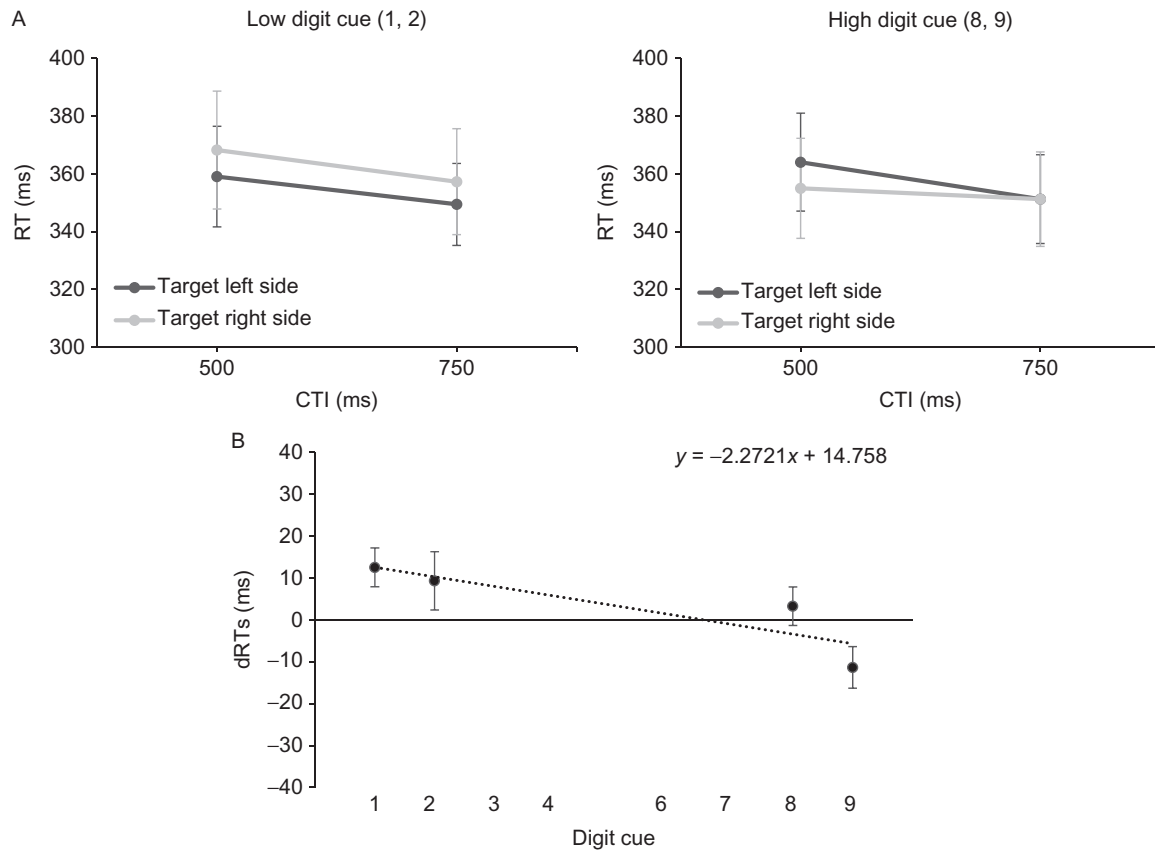 A
Low digit cue (1, 2)
High digit cue (8, 9)
400
380
360
340
320
300
RT (ms)
Target left side
Target right side
500
750
CTI (ms)
400
380
360
340
320
300
RT (ms)
Target left side
Target right side
500
750
CTI (ms)
B
y = −2.2721x + 14.758
40
30
20
10
0
−10
−20
−30
−40
dRTs (ms)
1 2 3 4 6 7 8 9
Digit cue